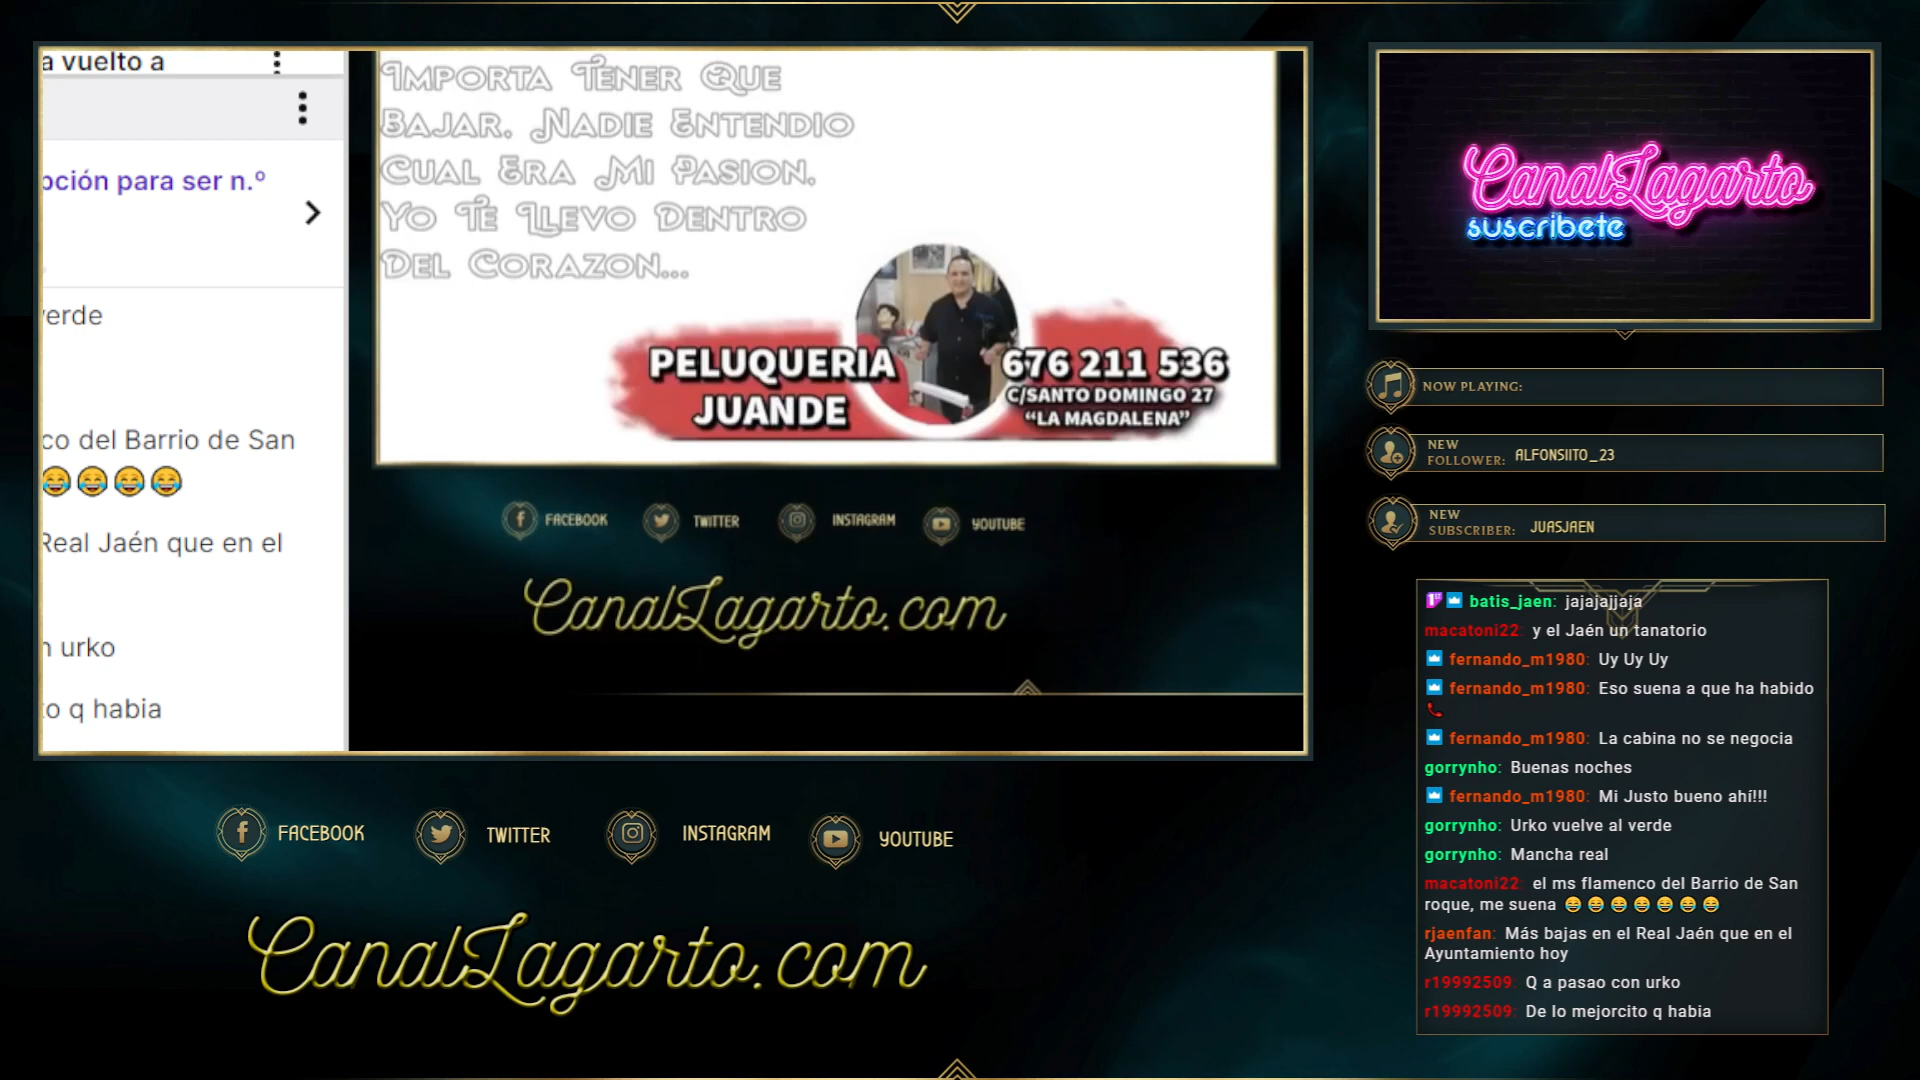 a vuelto a
pción para ser n.º
verde
co del Barrio de San
😂😂😂😂
Real Jaén que en el
n urko
to q habia
Importa Tener Que
Bajar. Nadie Entendio
Cual Era Mi Pasion.
Yo Te Llevo Dentro
Del Corazon...
PELUQUERIA
JUANDE
676 211 536
C/SANTO DOMINGO 27
“LA MAGDALENA”
FACEBOOK TWITTER INSTAGRAM YOUTUBE
CanalLagarto.com
FACEBOOK TWITTER INSTAGRAM YOUTUBE
CanalLagarto.com
CanalLagarto
suscribete
NOW PLAYING:
NEW
FOLLOWER: ALFONSIITO_23
NEW
SUBSCRIBER: JUASJAEN
batis_jaen: jajajajjaja
macatoni22: y el Jaén un tanatorio
fernando_m1980: Uy Uy Uy
fernando_m1980: Eso suena a que ha habido
📞
fernando_m1980: La cabina no se negocia
gorrynho: Buenas noches
fernando_m1980: Mi Justo bueno ahí!!!
gorrynho: Urko vuelve al verde
gorrynho: Mancha real
macatoni22: el ms flamenco del Barrio de San
roque, me suena 😂😂😂😂😂😂😂
rjaenfan: Más bajas en el Real Jaén que en el
Ayuntamiento hoy
r19992509: Q a pasao con urko
r19992509: De lo mejorcito q habia